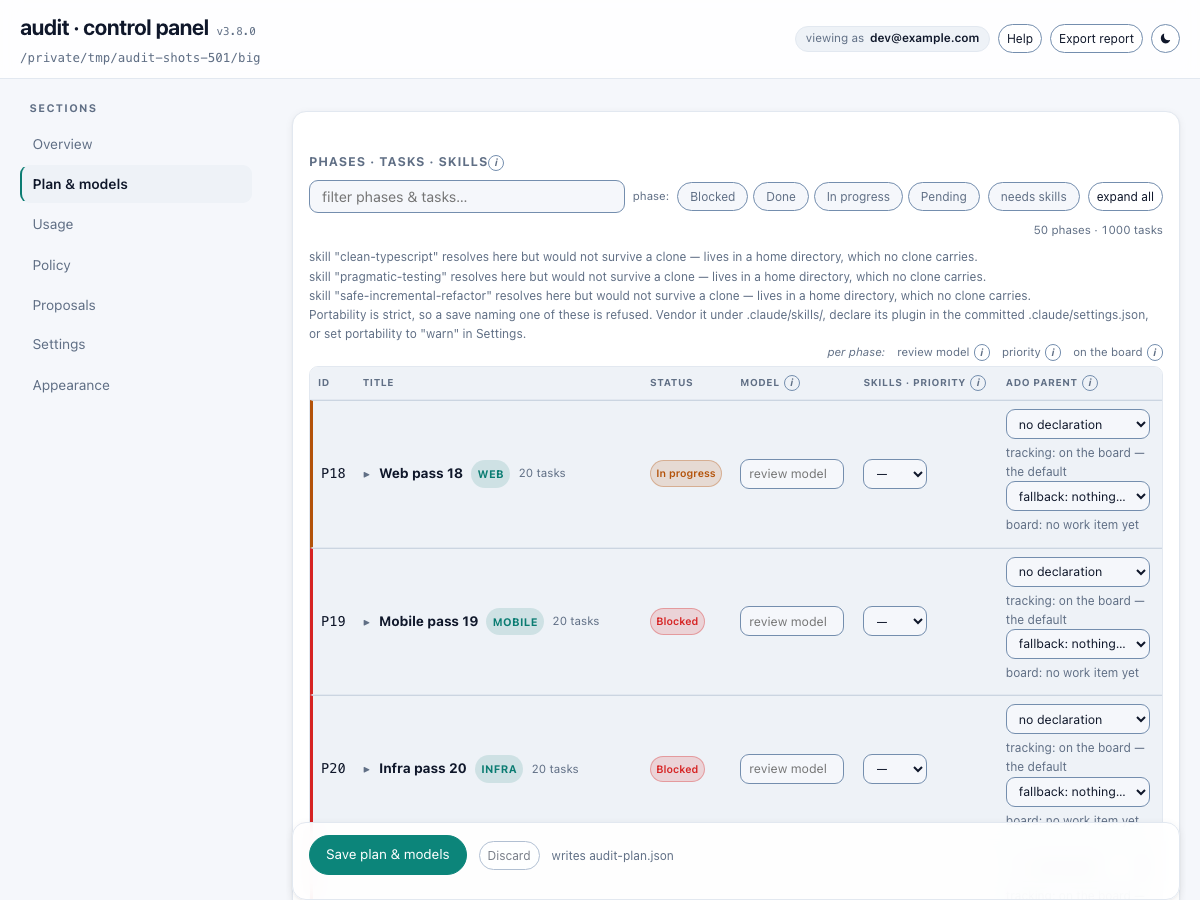 audit · control panel v3.8.0
/private/tmp/audit-shots-501/big
viewing as dev@example.com
Help
Export report
SECTIONS
Overview
Plan & models
Usage
Policy
Proposals
Settings
Appearance
PHASES · TASKS · SKILLS i
filter phases & tasks...
phase: Blocked Done In progress Pending needs skills expand all
50 phases · 1000 tasks
skill "clean-typescript" resolves here but would not survive a clone — lives in a home directory, which no clone carries.
skill "pragmatic-testing" resolves here but would not survive a clone — lives in a home directory, which no clone carries.
skill "safe-incremental-refactor" resolves here but would not survive a clone — lives in a home directory, which no clone carries.
Portability is strict, so a save naming one of these is refused. Vendor it under .claude/skills/, declare its plugin in the committed .claude/settings.json,
or set portability to "warn" in Settings.
per phase: review model i priority i on the board i
ID TITLE STATUS MODEL i SKILLS · PRIORITY i ADO PARENT i
P18 ▸ Web pass 18 WEB 20 tasks In progress review model — no declaration
tracking: on the board —
the default
fallback: nothing...
board: no work item yet
P19 ▸ Mobile pass 19 MOBILE 20 tasks Blocked review model — no declaration
tracking: on the board —
the default
fallback: nothing...
board: no work item yet
P20 ▸ Infra pass 20 INFRA 20 tasks Blocked review model — no declaration
tracking: on the board —
the default
fallback: nothing...
board: no work item yet
Save plan & models
Discard
writes audit-plan.json